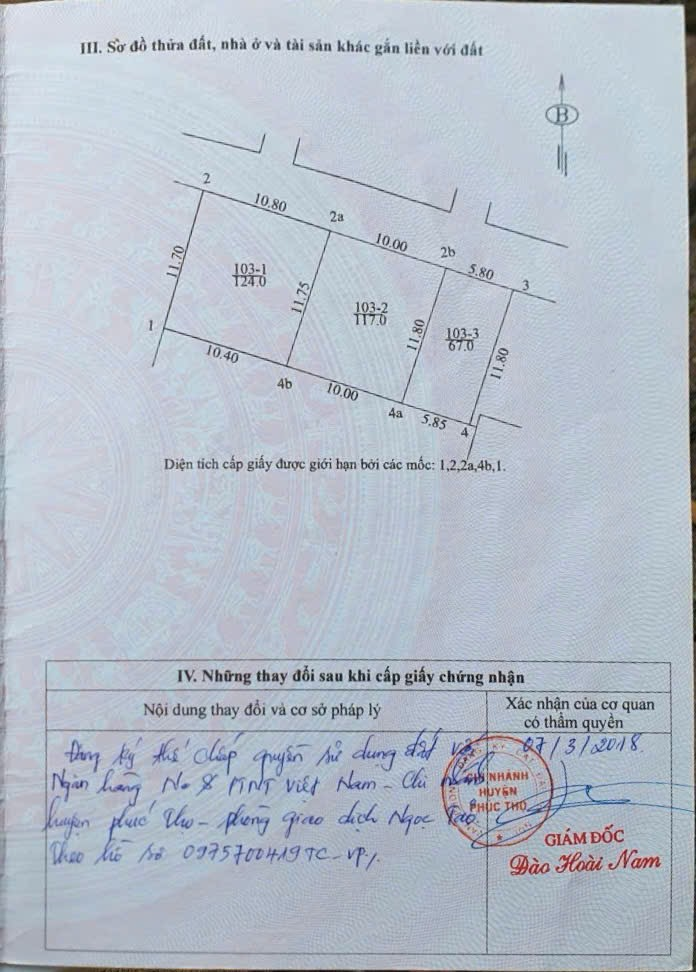 III. Sơ đồ thửa đất, nhà ở và tài sản khác gắn liền với đất
B
2
10.80
2a
10.00
2b
5.80
3
11.70
103-1
124.0
11.75
103-2
117.0
11.80
103-3
67.0
11.80
1
10.40
4b
10.00
4a
5.85
4
Diện tích cấp giấy được giới hạn bởi các mốc: 1,2,2a,4b,1.
IV. Những thay đổi sau khi cấp giấy chứng nhận
Nội dung thay đổi và cơ sở pháp lý
Xác nhận của cơ quan
có thẩm quyền
Đăng ký thế chấp quyền sử dụng đất với
Ngân hàng No & PTNT Việt Nam - Chi nhánh
huyện phúc Thọ - phòng giao dịch Ngọc Tảo
Theo hồ sơ 0975700419TC-VP./.
07/3/2018.
CHI NHÁNH
HUYỆN
PHÚC THỌ
GIÁM ĐỐC
Đào Hoài Nam